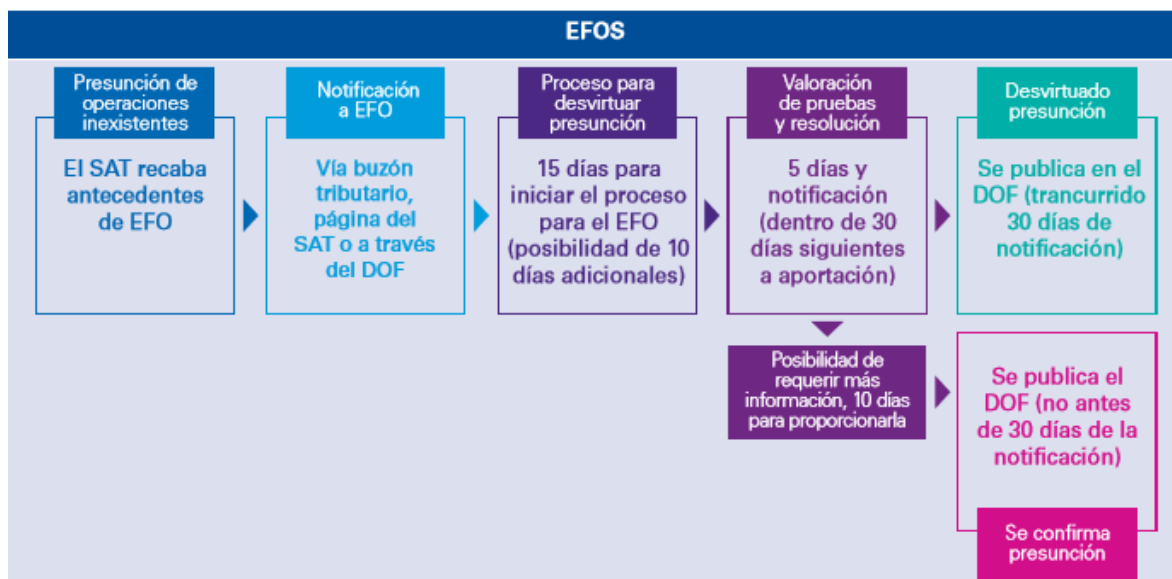 EFOS
Presunción de
operaciones
inexistentes
El SAT recaba
antecedentes
de EFO
Notificación
a EFO
Vía buzón
tributario,
página del
SAT o a través
del DOF
Proceso para
desvirtuar
presunción
15 días para
iniciar el proceso
para el EFO
(posibilidad de 10
días adicionales)
Valoración
de pruebas
y resolución
5 días y
notificación
(dentro de 30
días siguientes
a aportación)
Posibilidad de
requerir más
información, 10 días
para proporcionarla
Desvirtuado
presunción
Se publica en el
DOF (trancurrido
30 días de
notificación)
Se publica el
DOF (no antes
de 30 días de la
notificación)
Se confirma
presunción